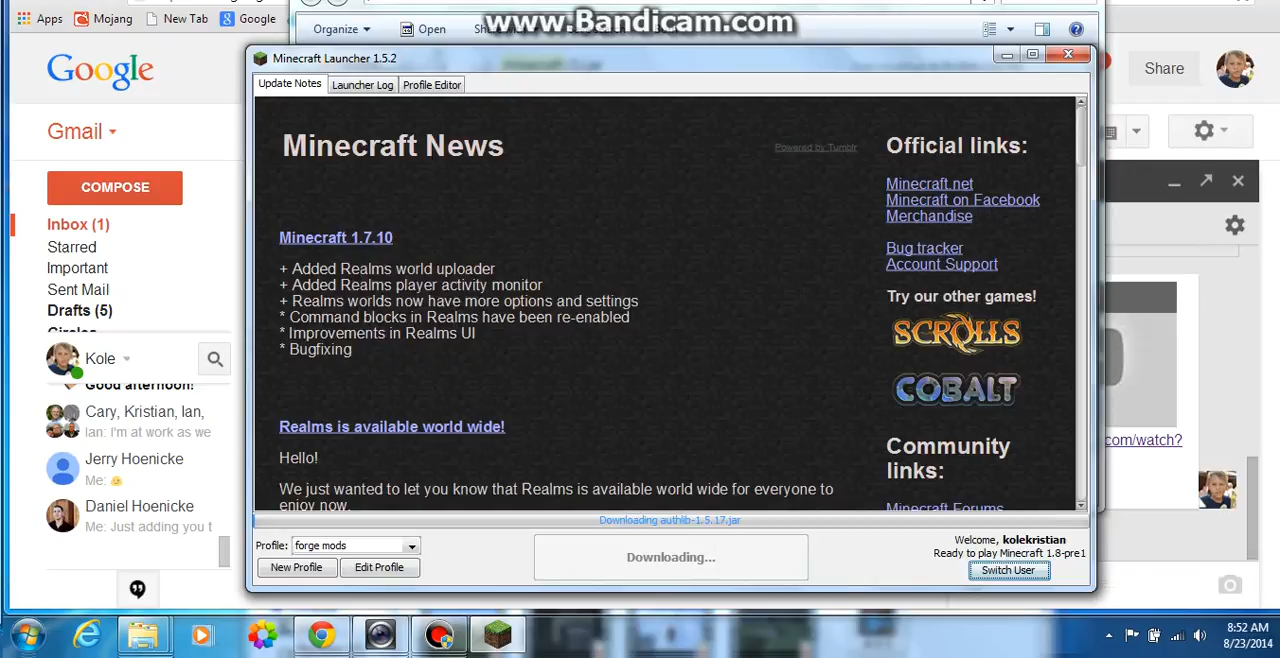 www.Bandicam.com
Apps
Mojang
New Tab
Google
Organize
Open
Minecraft Launcher 1.5.2
Google
Share
Update Notes
Launcher Log
Profile Editor
Gmail
Minecraft News
Powered by Tumblr
Official links:
COMPOSE
Minecraft.net
Minecraft on Facebook
Merchandise
Inbox (1)
Minecraft 1.7.10
Starred
Bug tracker
Account Support
Important
+ Added Realms world uploader
+ Added Realms player activity monitor
+ Realms worlds now have more options and settings
* Command blocks in Realms have been re-enabled
* Improvements in Realms UI
* Bugfixing
Sent Mail
Drafts (5)
Circles
Try our other games!
SCROLLS
COBALT
Kole
Good afternoon!
Cary, Kristian, Ian,
Ian: I'm at work as we
Jerry Hoenicke
Me:
Daniel Hoenicke
Me: Just adding you t
Realms is available world wide!
Hello!
We just wanted to let you know that Realms is available world wide for everyone to
enjoy now.
Community
links:
Minecraft Forums
com/watch?
Downloading authlib-1.5.17.jar
Profile:
forge mods
New Profile
Edit Profile
Downloading...
Welcome, kolekristian
Ready to play Minecraft 1.8-pre1
Switch User
8:52 AM
8/23/2014